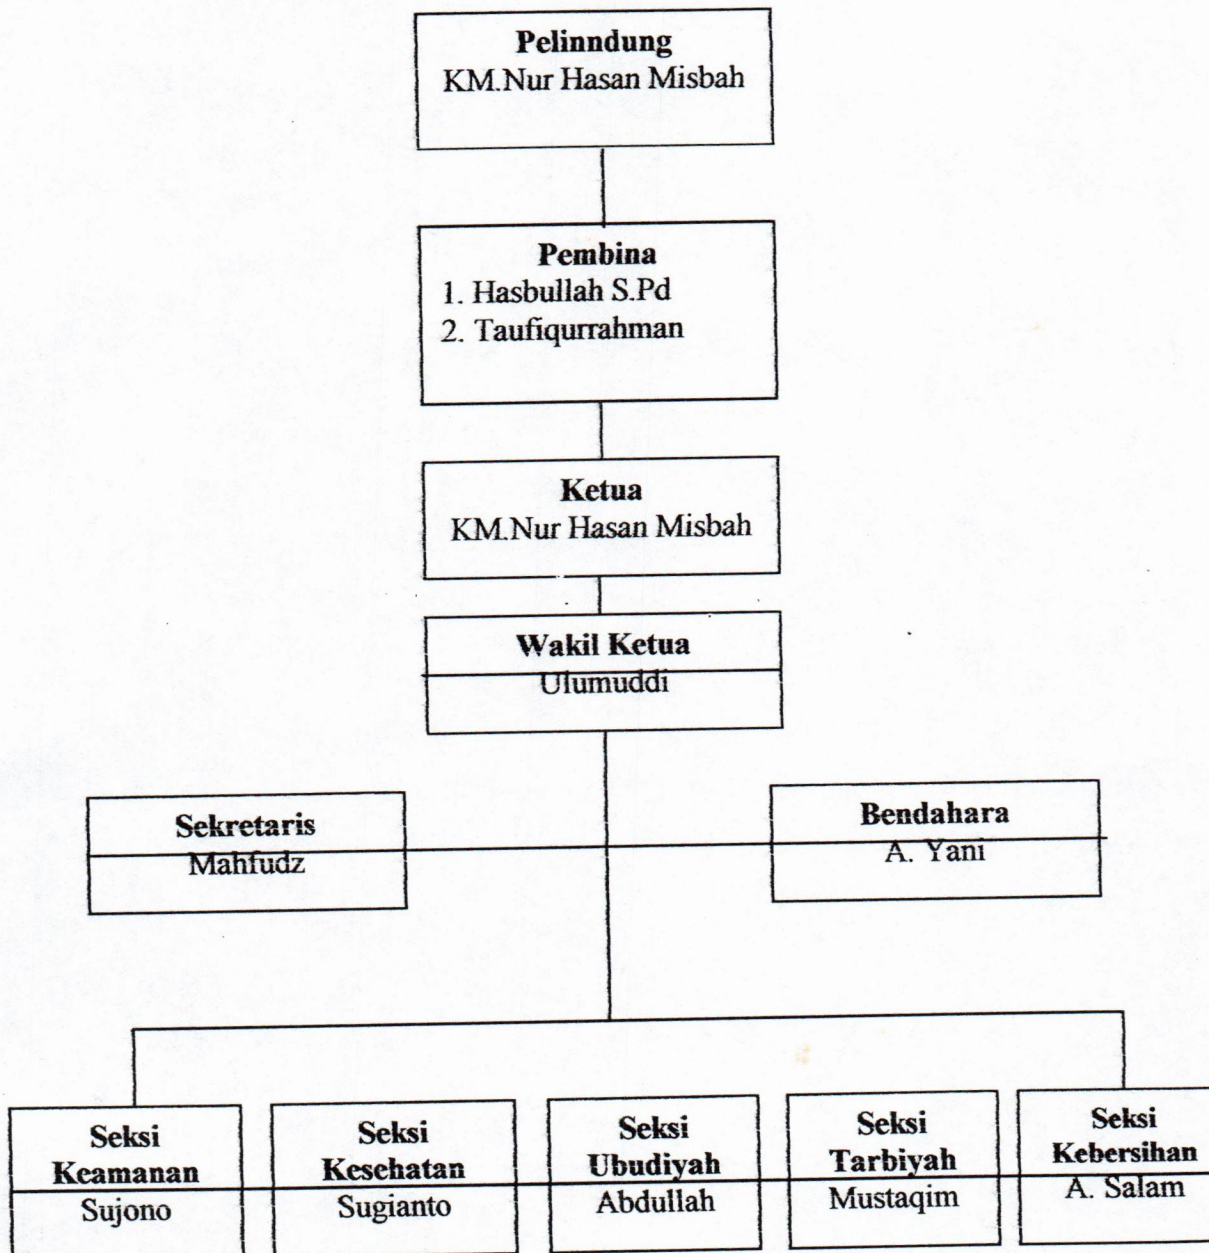 Pelinndung
KM.Nur Hasan Misbah
Pembina
1. Hasbullah S.Pd
2. Taufiqurrahman
Ketua
KM.Nur Hasan Misbah
Wakil Ketua
Ulumuddi
Sekretaris
Mahfudz
Bendahara
A. Yani
Seksi
Keamanan
Sujono
Seksi
Kesehatan
Sugianto
Seksi
Ubudiyah
Abdullah
Seksi
Tarbiyah
Mustaqim
Seksi
Kebersihan
A. Salam